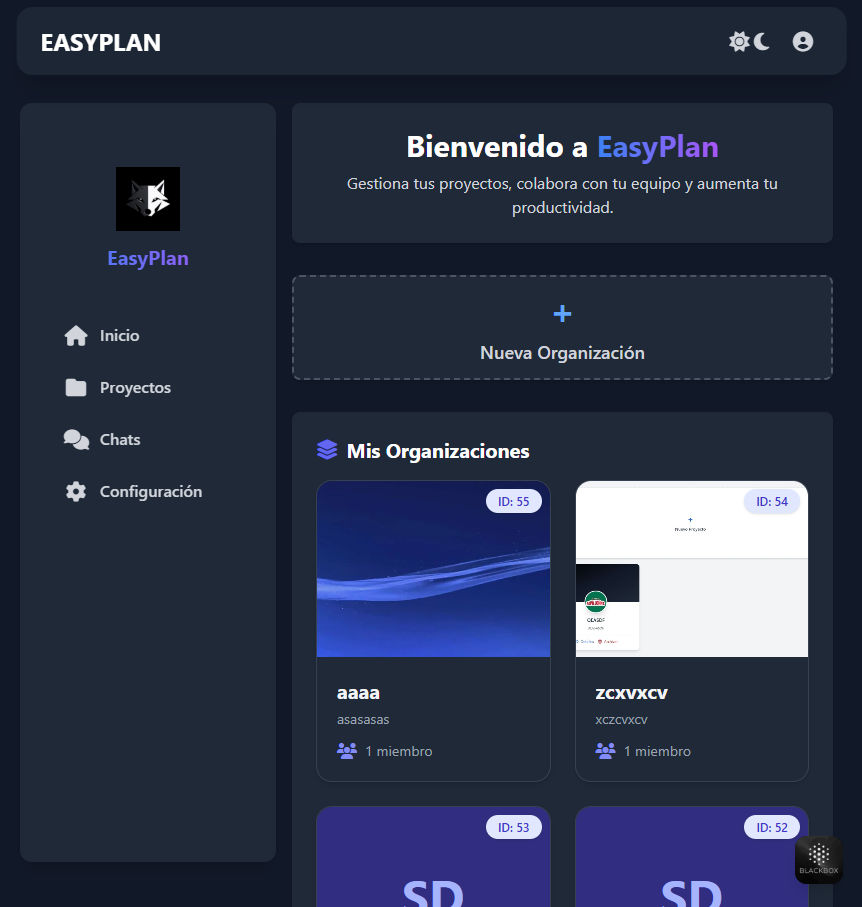 EASYPLAN
EasyPlan
Inicio
Proyectos
Chats
Configuración
Bienvenido a EasyPlan
Gestiona tus proyectos, colabora con tu equipo y aumenta tu
productividad.
+
Nueva Organización
Mis Organizaciones
ID: 55
aaaa
asasasas
1 miembro
ID: 54
+
Nuevo Proyecto
zcxvxcv
xczcvxcv
1 miembro
ID: 53
SD
ID: 52
SD
BLACKBOX